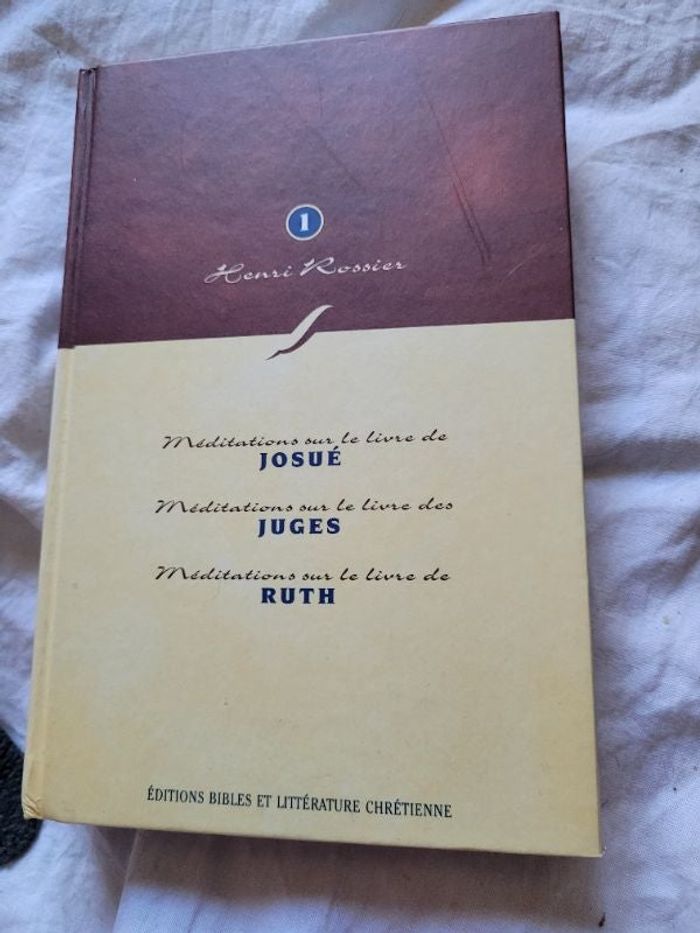 1
Henri Rossier
Méditations sur le livre de
JOSUÉ
Méditations sur le livre des
JUGES
Méditations sur le livre de
RUTH
ÉDITIONS BIBLES ET LITTÉRATURE CHRÉTIENNE